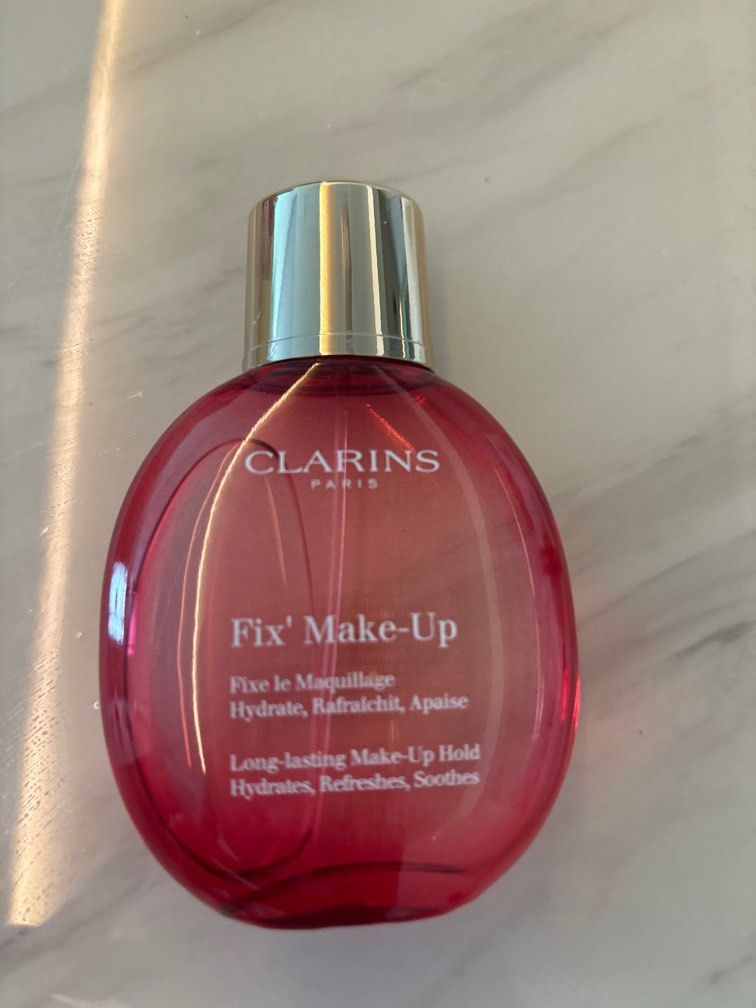 CLARINS
PARIS
Fix' Make-Up
Fixe le Maquillage
Hydrate, Rafraîchit, Apaise
Long-lasting Make-Up Hold
Hydrates, Refreshes, Soothes